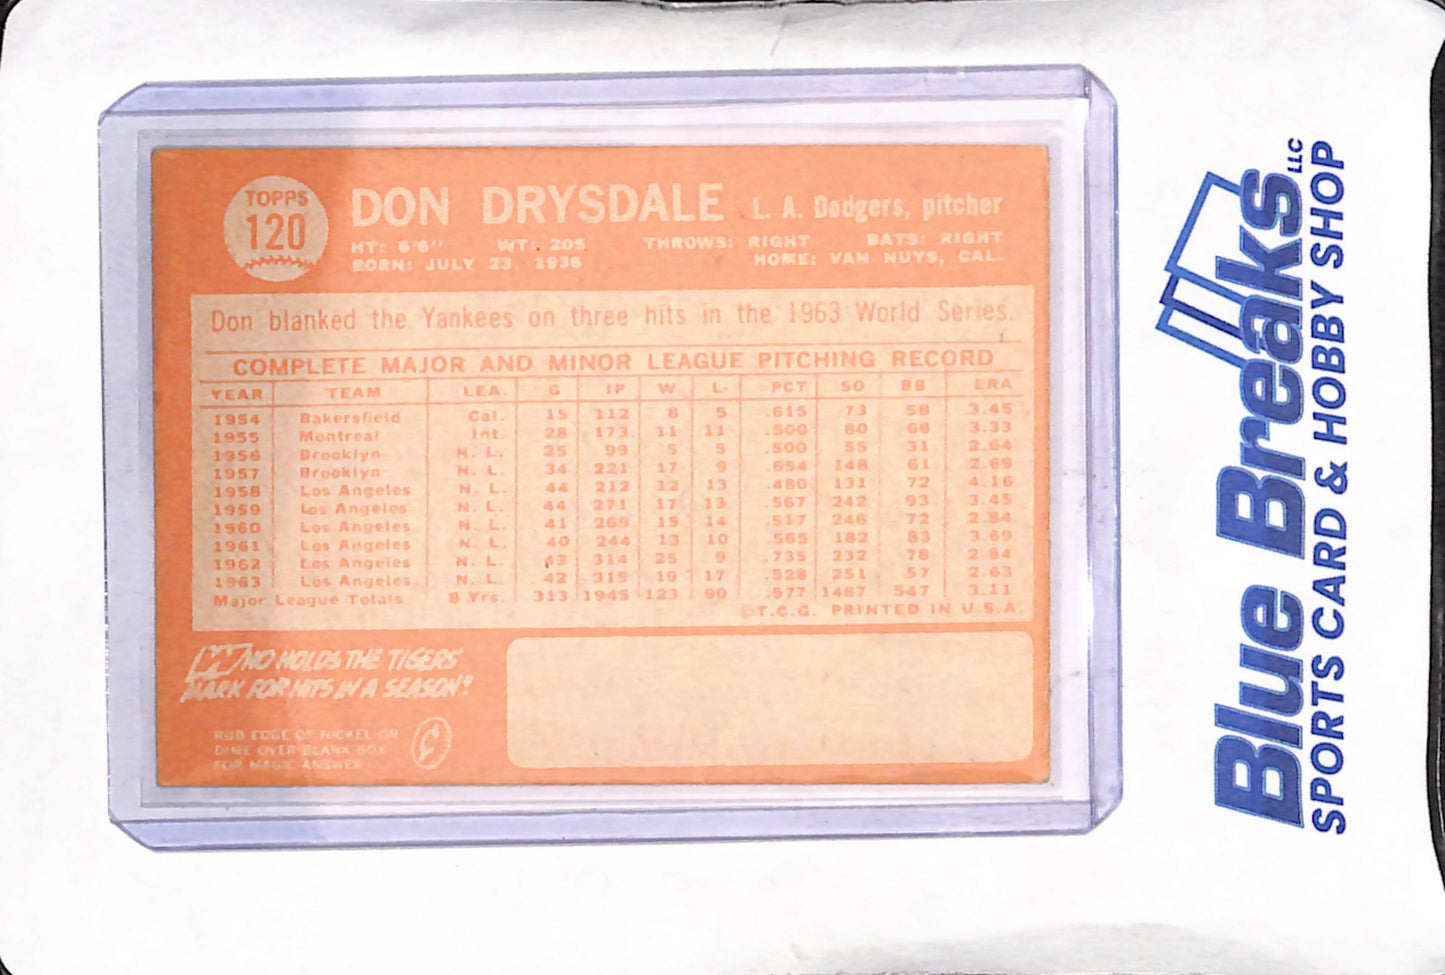 TOPPS
120
DON DRYSDALE L. A. Dodgers, pitcher
HT: 6'6" WT: 205 THROWS: RIGHT BATS: RIGHT
BORN: JULY 23, 1936 HOME: VAN NUYS, CAL.
Don blanked the Yankees on three hits in the 1963 World Series.
COMPLETE MAJOR AND MINOR LEAGUE PITCHING RECORD
YEAR TEAM LEA. G IP W L PCT SO BB ERA
1954 Bakersfield Cal. 15 112 8 5 .615 73 58 3.45
1955 Montreal Int. 28 173 11 11 .500 80 68 3.33
1956 Brooklyn N. L. 25 99 5 5 .500 55 31 2.64
1957 Brooklyn N. L. 34 221 17 9 .654 148 61 2.69
1958 Los Angeles N. L. 44 212 12 13 .480 131 72 4.16
1959 Los Angeles N. L. 44 271 17 13 .567 242 93 3.45
1960 Los Angeles N. L. 41 269 15 14 .517 246 72 2.84
1961 Los Angeles N. L. 40 244 13 10 .565 182 83 3.69
1962 Los Angeles N. L. 43 314 25 9 .735 232 78 2.84
1963 Los Angeles N. L. 42 315 19 17 .528 251 57 2.63
Major League Totals 8 Yrs. 313 1945 123 90 .577 1487 547 3.11
©T.C.G. PRINTED IN U.S.A.
WHO HOLDS THE TIGERS'
MARK FOR HITS IN A SEASON?
RUB EDGE OF NICKEL OR
DIME OVER BLANK BOX
FOR MAGIC ANSWER
Blue Breaks LLC
SPORTS CARD & HOBBY SHOP